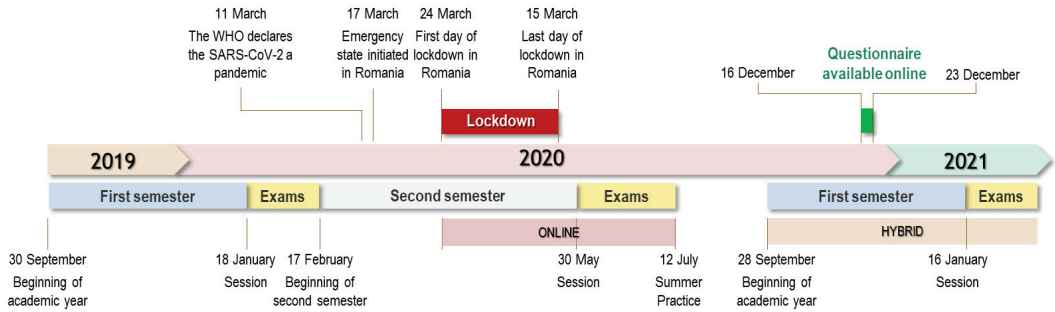 11 March
The WHO declares
the SARS-CoV-2 a
pandemic
17 March
Emergency
state initiated
in Romania
24 March
First day of
lockdown in
Romania
15 March
Last day of
lockdown in
Romania
16 December
Questionnaire
available online
23 December
Lockdown
2019
2020
2021
First semester
Exams
Second semester
Exams
First semester
Exams
ONLINE
HYBRID
30 September
Beginning of
academic year
18 January
Session
17 February
Beginning of
second semester
30 May
Session
12 July
Summer
Practice
28 September
Beginning of
academic year
16 January
Session